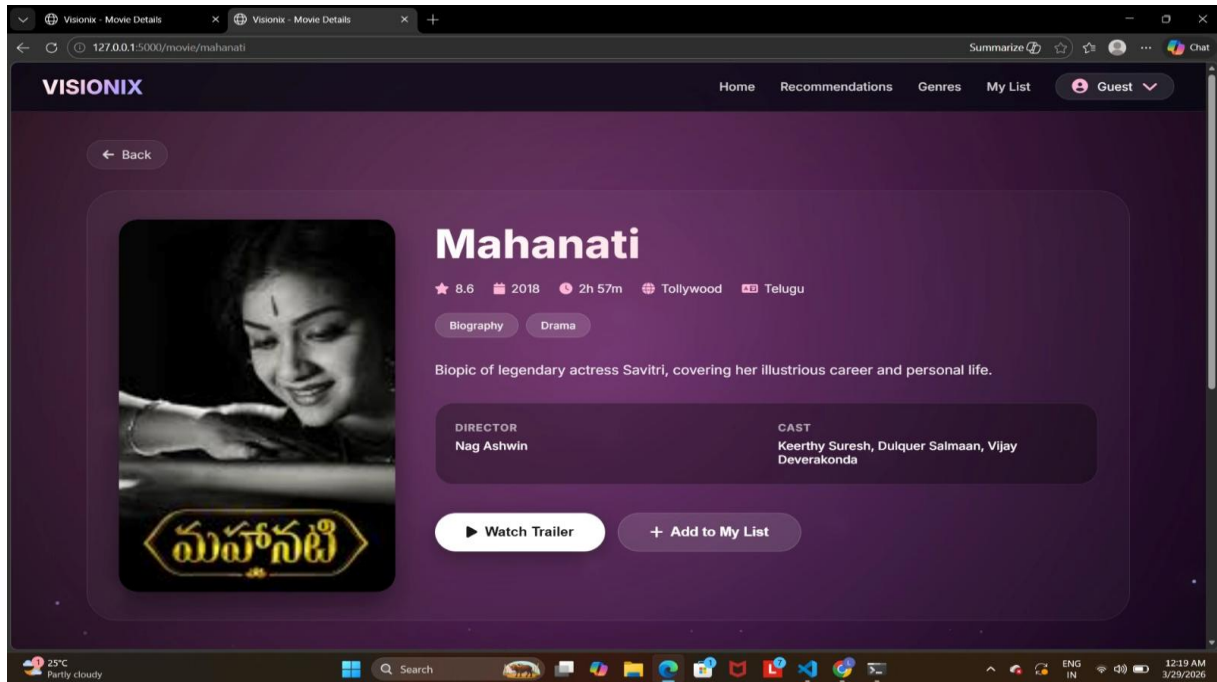 Visionix - Movie Details
Visionix - Movie Details
127.0.0.1:5000/movie/mahanati
Summarize
Chat
VISIONIX
Home Recommendations Genres My List Guest
Back
Mahanati
8.6 2018 2h 57m Tollywood Telugu
Biography Drama
Biopic of legendary actress Savitri, covering her illustrious career and personal life.
DIRECTOR
Nag Ashwin
CAST
Keerthy Suresh, Dulquer Salmaan, Vijay
Deverakonda
Watch Trailer
Add to My List
మహానటి
25°C
Partly cloudy
Search
ENG
IN
12:19 AM
3/29/2026